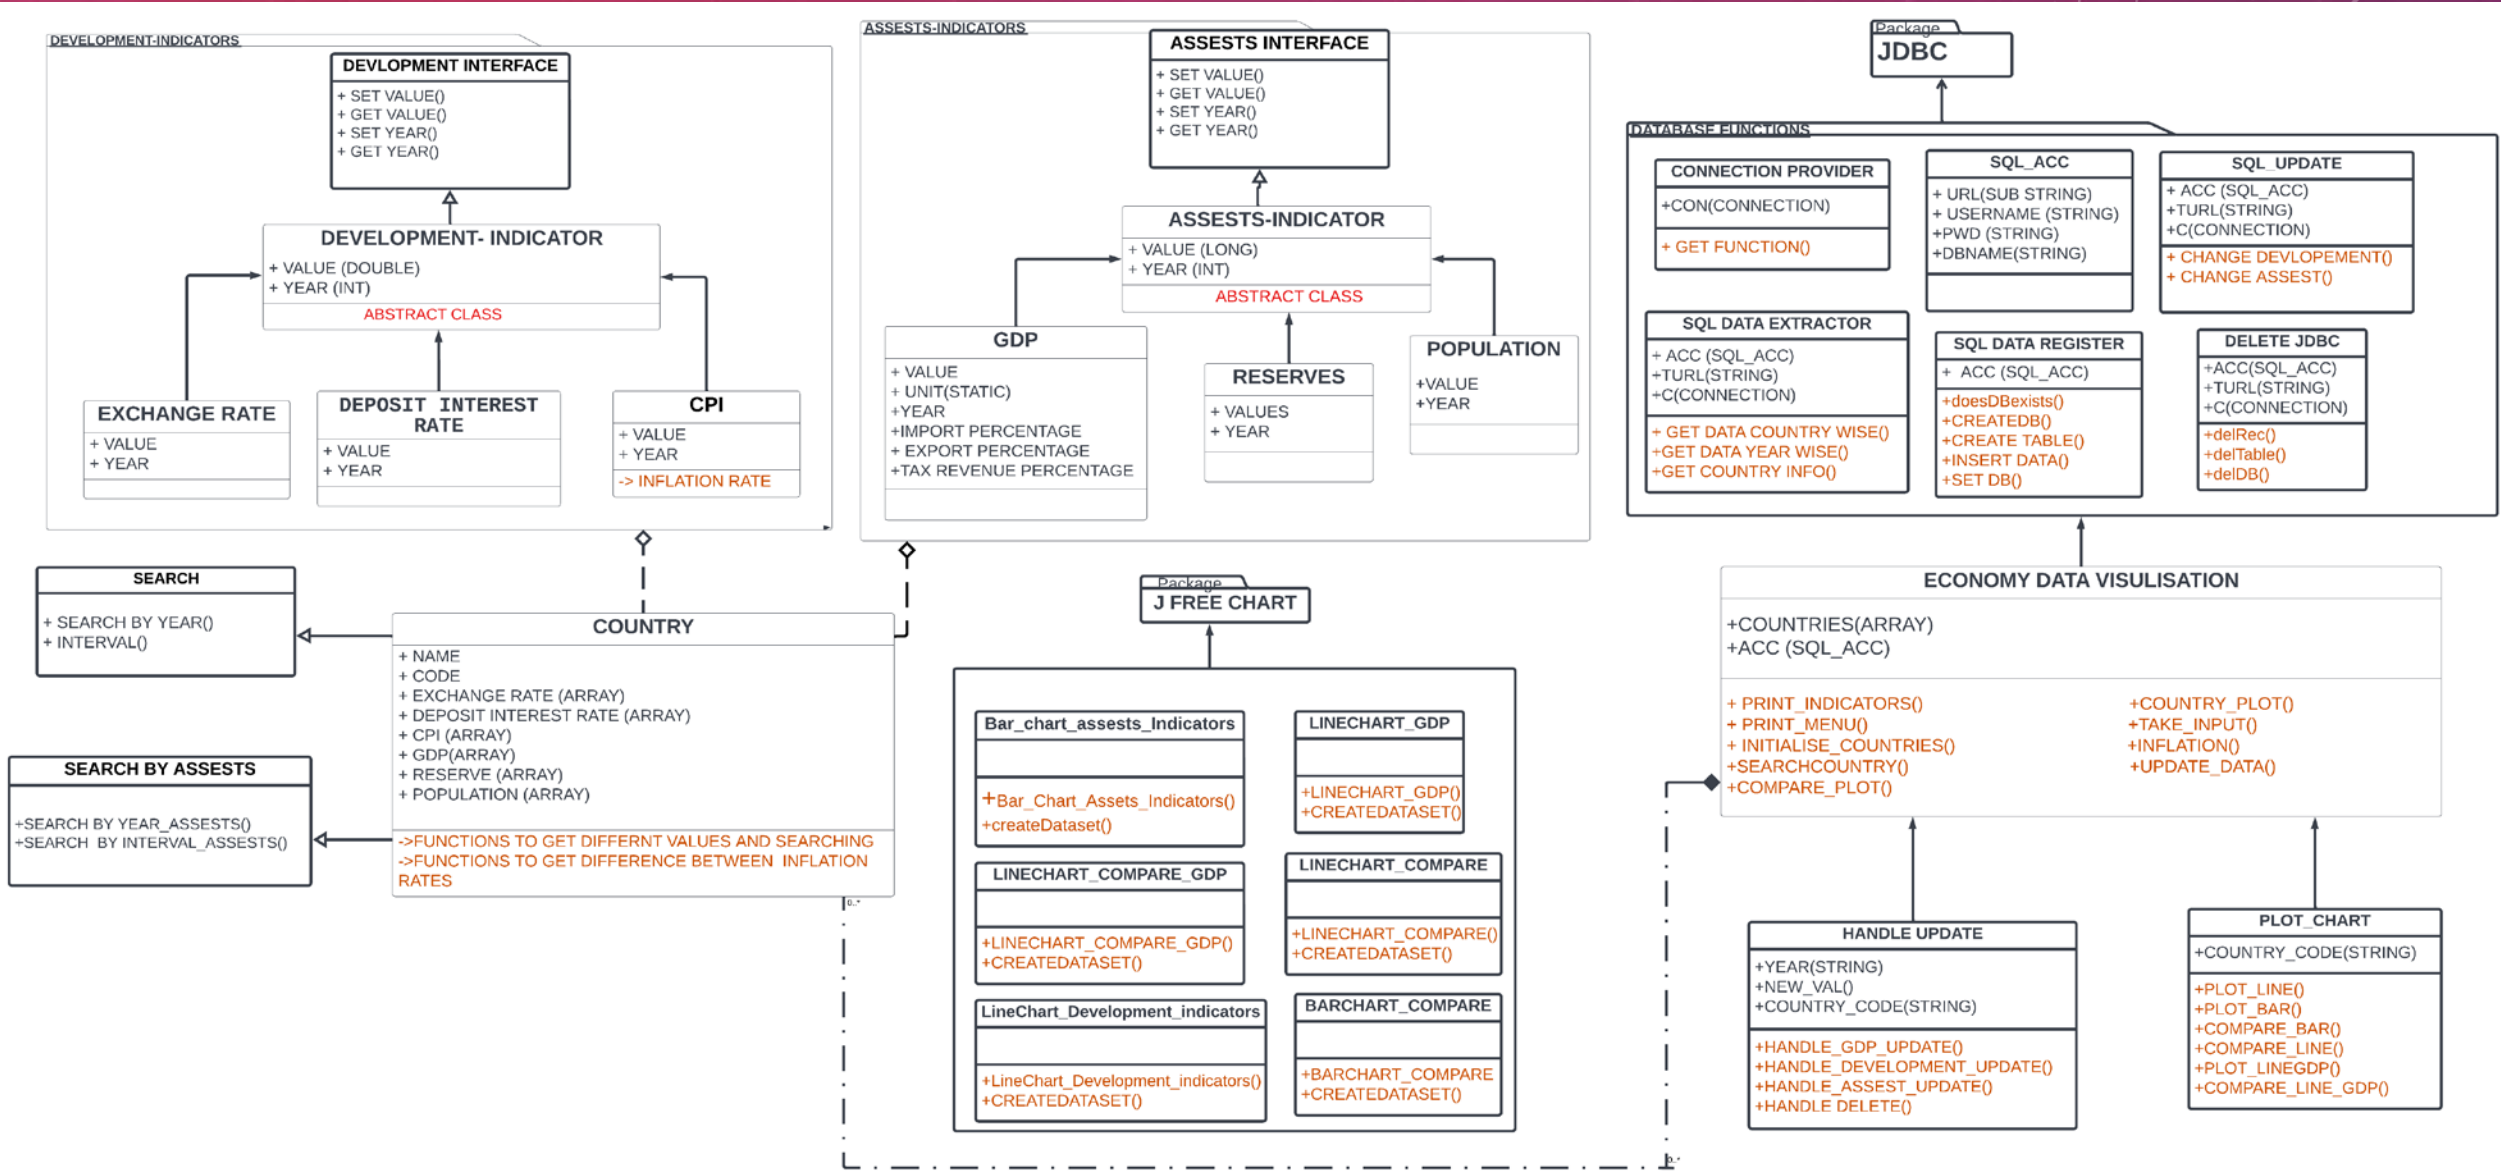 DEVELOPMENT-INDICATORS
DEVLOPMENT INTERFACE
+ SET VALUE()
+ GET VALUE()
+ SET YEAR()
+ GET YEAR()
DEVELOPMENT- INDICATOR
+ VALUE (DOUBLE)
+ YEAR (INT)
ABSTRACT CLASS
EXCHANGE RATE
+ VALUE
+ YEAR
DEPOSIT INTEREST
RATE
+ VALUE
+ YEAR
CPI
+ VALUE
+ YEAR
-> INFLATION RATE
ASSESTS-INDICATORS
ASSESTS INTERFACE
+ SET VALUE()
+ GET VALUE()
+ SET YEAR()
+ GET YEAR()
ASSESTS-INDICATOR
+ VALUE (LONG)
+ YEAR (INT)
ABSTRACT CLASS
GDP
+ VALUE
+ UNIT(STATIC)
+YEAR
+IMPORT PERCENTAGE
+ EXPORT PERCENTAGE
+TAX REVENUE PERCENTAGE
RESERVES
+ VALUES
+ YEAR
POPULATION
+VALUE
+YEAR
Package
JDBC
DATABASE FUNCTIONS
CONNECTION PROVIDER
+CON(CONNECTION)
+ GET FUNCTION()
SQL_ACC
+ URL(SUB STRING)
+ USERNAME (STRING)
+PWD (STRING)
+DBNAME(STRING)
SQL_UPDATE
+ ACC (SQL_ACC)
+TURL(STRING)
+C(CONNECTION)
+ CHANGE DEVLOPEMENT()
+ CHANGE ASSEST()
SQL DATA EXTRACTOR
+ ACC (SQL_ACC)
+TURL(STRING)
+C(CONNECTION)
+ GET DATA COUNTRY WISE()
+GET DATA YEAR WISE()
+GET COUNTRY INFO()
SQL DATA REGISTER
+ ACC (SQL_ACC)
+doesDBexists()
+CREATEDB()
+CREATE TABLE()
+INSERT DATA()
+SET DB()
DELETE JDBC
+ACC(SQL_ACC)
+TURL(STRING)
+C(CONNECTION)
+delRec()
+delTable()
+delDB()
SEARCH
+ SEARCH BY YEAR()
+ INTERVAL()
SEARCH BY ASSESTS
+SEARCH BY YEAR_ASSESTS()
+SEARCH BY INTERVAL_ASSESTS()
COUNTRY
+ NAME
+ CODE
+ EXCHANGE RATE (ARRAY)
+ DEPOSIT INTEREST RATE (ARRAY)
+ CPI (ARRAY)
+ GDP(ARRAY)
+ RESERVE (ARRAY)
+ POPULATION (ARRAY)
->FUNCTIONS TO GET DIFFERNT VALUES AND SEARCHING
->FUNCTIONS TO GET DIFFERENCE BETWEEN INFLATION
RATES
0..*
Package
J FREE CHART
Bar_chart_assests_Indicators
+Bar_Chart_Assets_Indicators()
+createDataset()
LINECHART_GDP
+LINECHART_GDP()
+CREATEDATASET()
LINECHART_COMPARE_GDP
+LINECHART_COMPARE_GDP()
+CREATEDATASET()
LINECHART_COMPARE
+LINECHART_COMPARE()
+CREATEDATASET()
LineChart_Development_indicators
+LineChart_Development_indicators()
+CREATEDATASET()
BARCHART_COMPARE
+BARCHART_COMPARE
+CREATEDATASET()
ECONOMY DATA VISULISATION
+COUNTRIES(ARRAY)
+ACC (SQL_ACC)
+ PRINT_INDICATORS()
+ PRINT_MENU()
+ INITIALISE_COUNTRIES()
+SEARCHCOUNTRY()
+COMPARE_PLOT()
+COUNTRY_PLOT()
+TAKE_INPUT()
+INFLATION()
+UPDATE_DATA()
HANDLE UPDATE
+YEAR(STRING)
+NEW_VAL()
+COUNTRY_CODE(STRING)
+HANDLE_GDP_UPDATE()
+HANDLE_DEVELOPMENT_UPDATE()
+HANDLE_ASSEST_UPDATE()
+HANDLE DELETE()
PLOT_CHART
+COUNTRY_CODE(STRING)
+PLOT_LINE()
+PLOT_BAR()
+COMPARE_BAR()
+COMPARE_LINE()
+PLOT_LINEGDP()
+COMPARE_LINE_GDP()